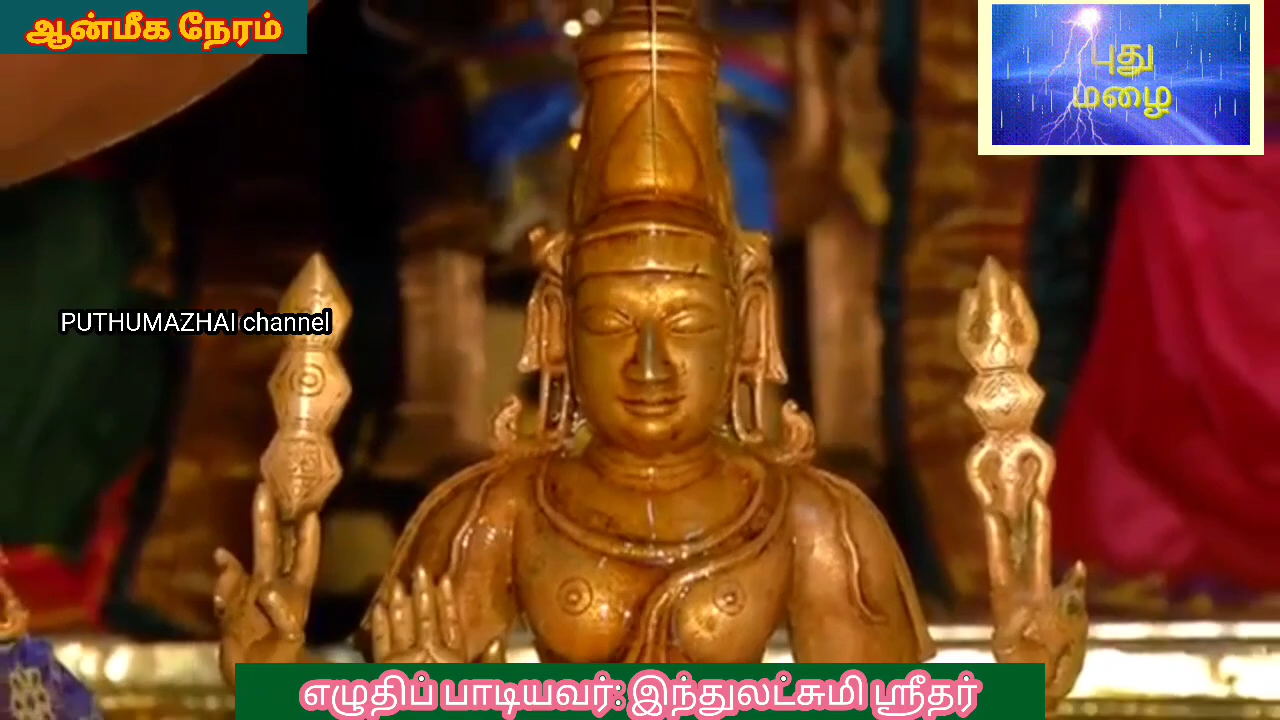 ஆன்மீக நேரம்
புது
மழை
PUTHUMAZHAI channel
எழுதிப் பாடியவர்: இந்துலட்சுமி ஸ்ரீதர்